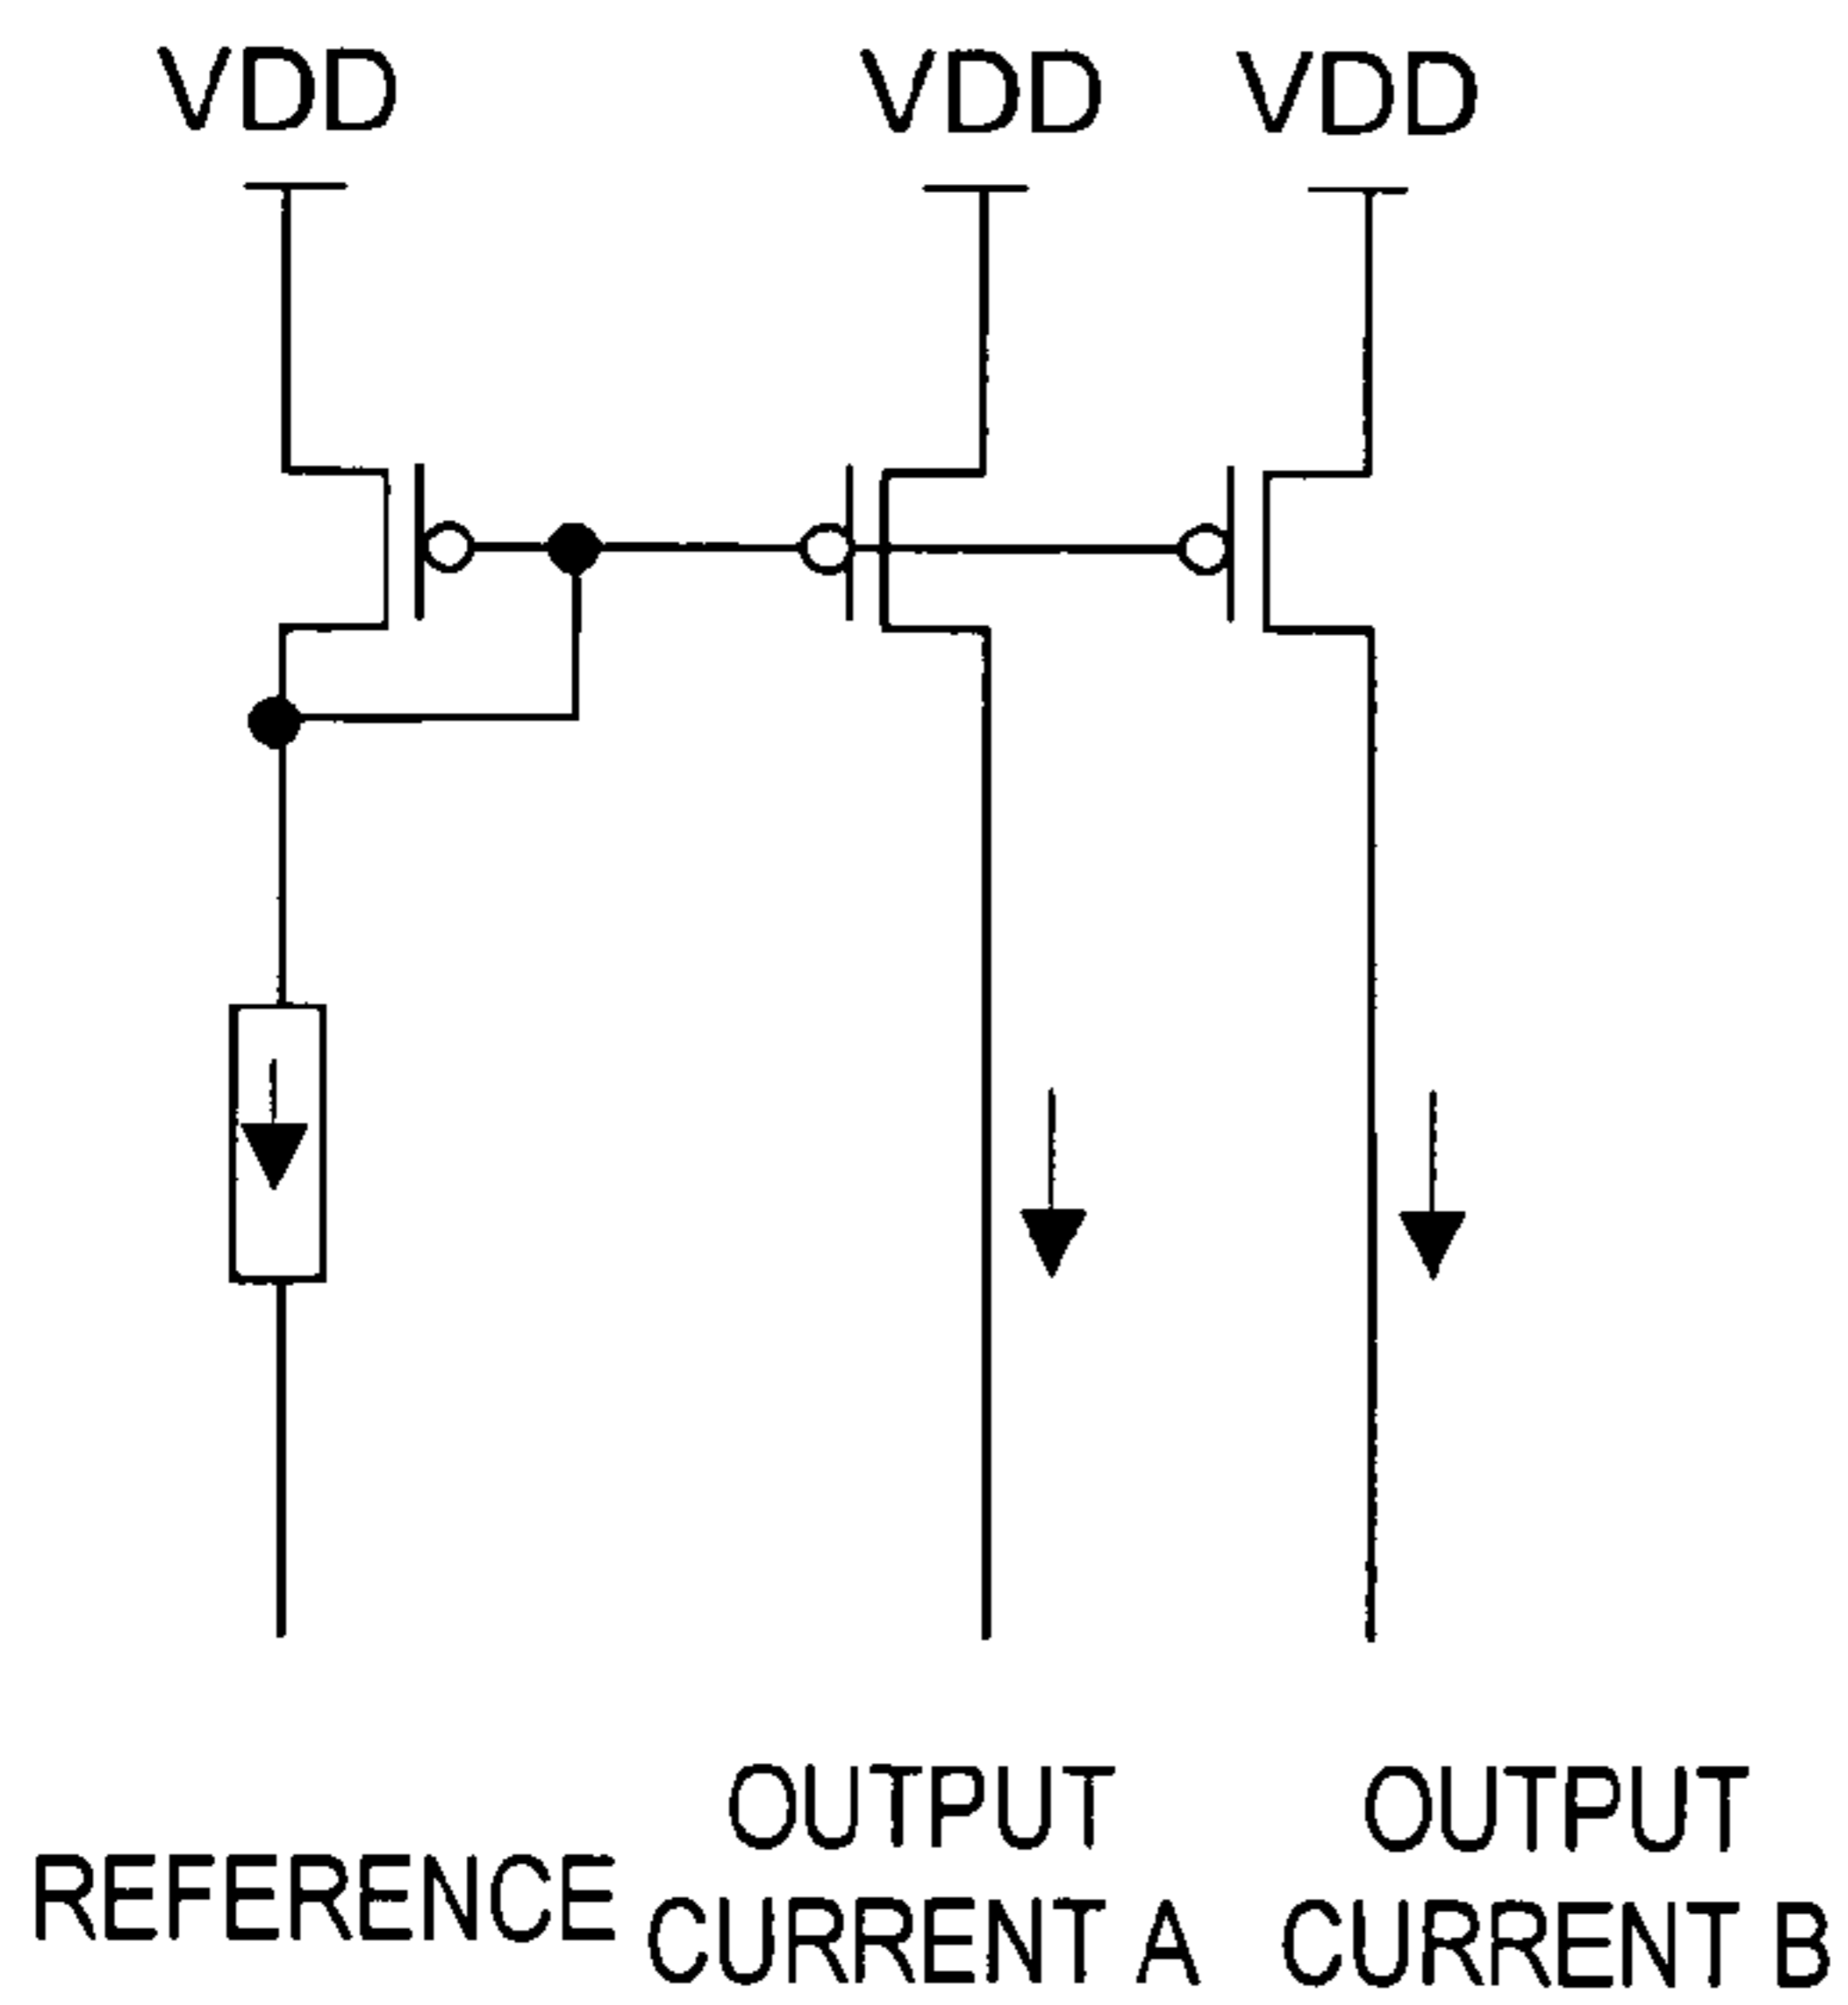 VDD
VDD
VDD
REFERENCE
OUTPUT
CURRENT A
OUTPUT
CURRENT B